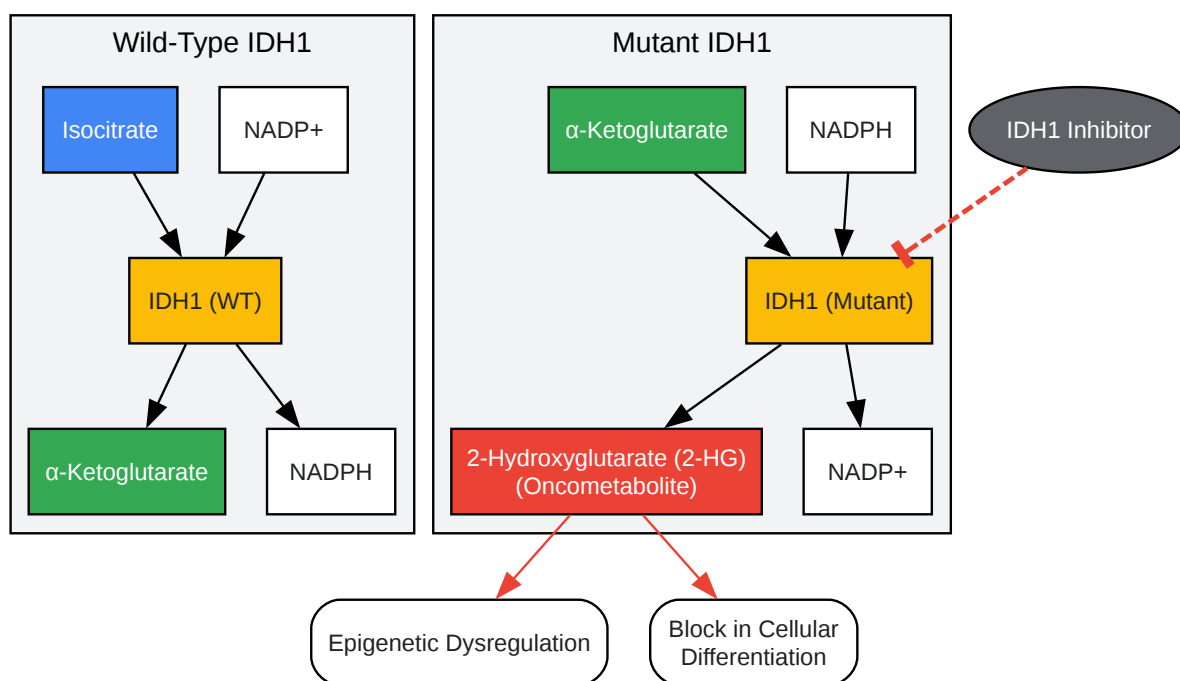 Wild-Type IDH1
Isocitrate
NADP+
IDH1 (WT)
α-Ketoglutarate
NADPH
Mutant IDH1
α-Ketoglutarate
NADPH
IDH1 Inhibitor
IDH1 (Mutant)
2-Hydroxyglutarate (2-HG)
(Oncometabolite)
NADP+
Epigenetic Dysregulation
Block in Cellular
Differentiation